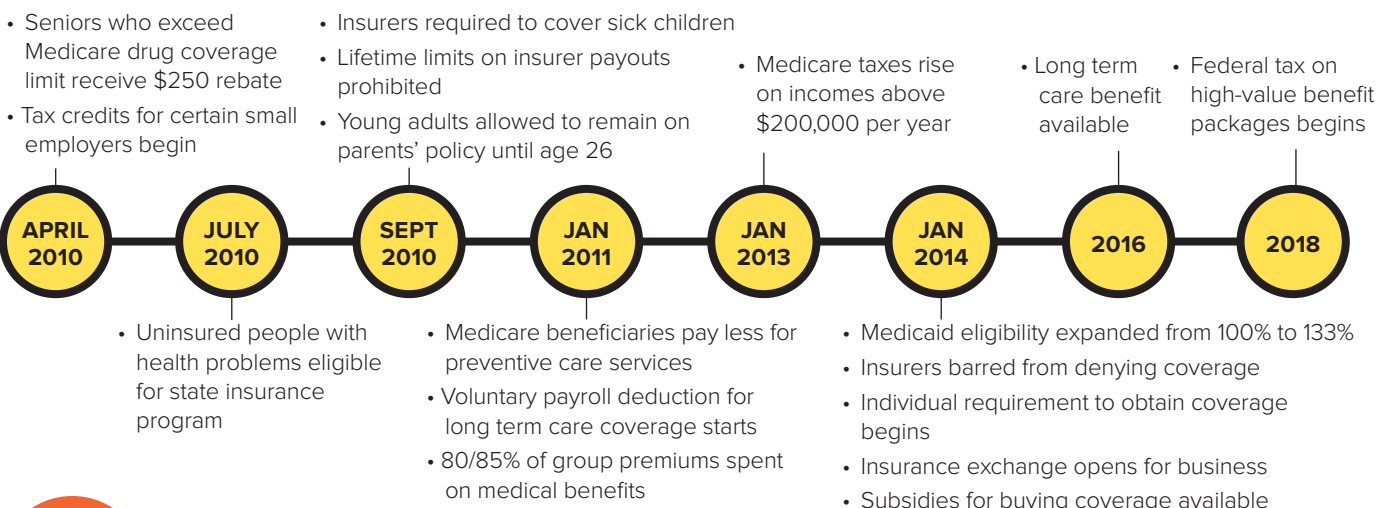 • Seniors who exceed
Medicare drug coverage
limit receive $250 rebate
• Tax credits for certain small
employers begin
• Insurers required to cover sick children
• Lifetime limits on insurer payouts
prohibited
• Young adults allowed to remain on
parents’ policy until age 26
• Medicare taxes rise
on incomes above
$200,000 per year
• Long term
care benefit
available
• Federal tax on
high-value benefit
packages begins
APRIL
2010
JULY
2010
SEPT
2010
JAN
2011
JAN
2013
JAN
2014
2016
2018
• Uninsured people with
health problems eligible
for state insurance
program
• Medicare beneficiaries pay less for
preventive care services
• Voluntary payroll deduction for
long term care coverage starts
• 80/85% of group premiums spent
on medical benefits
• Medicaid eligibility expanded from 100% to 133%
• Insurers barred from denying coverage
• Individual requirement to obtain coverage
begins
• Insurance exchange opens for business
• Subsidies for buying coverage available